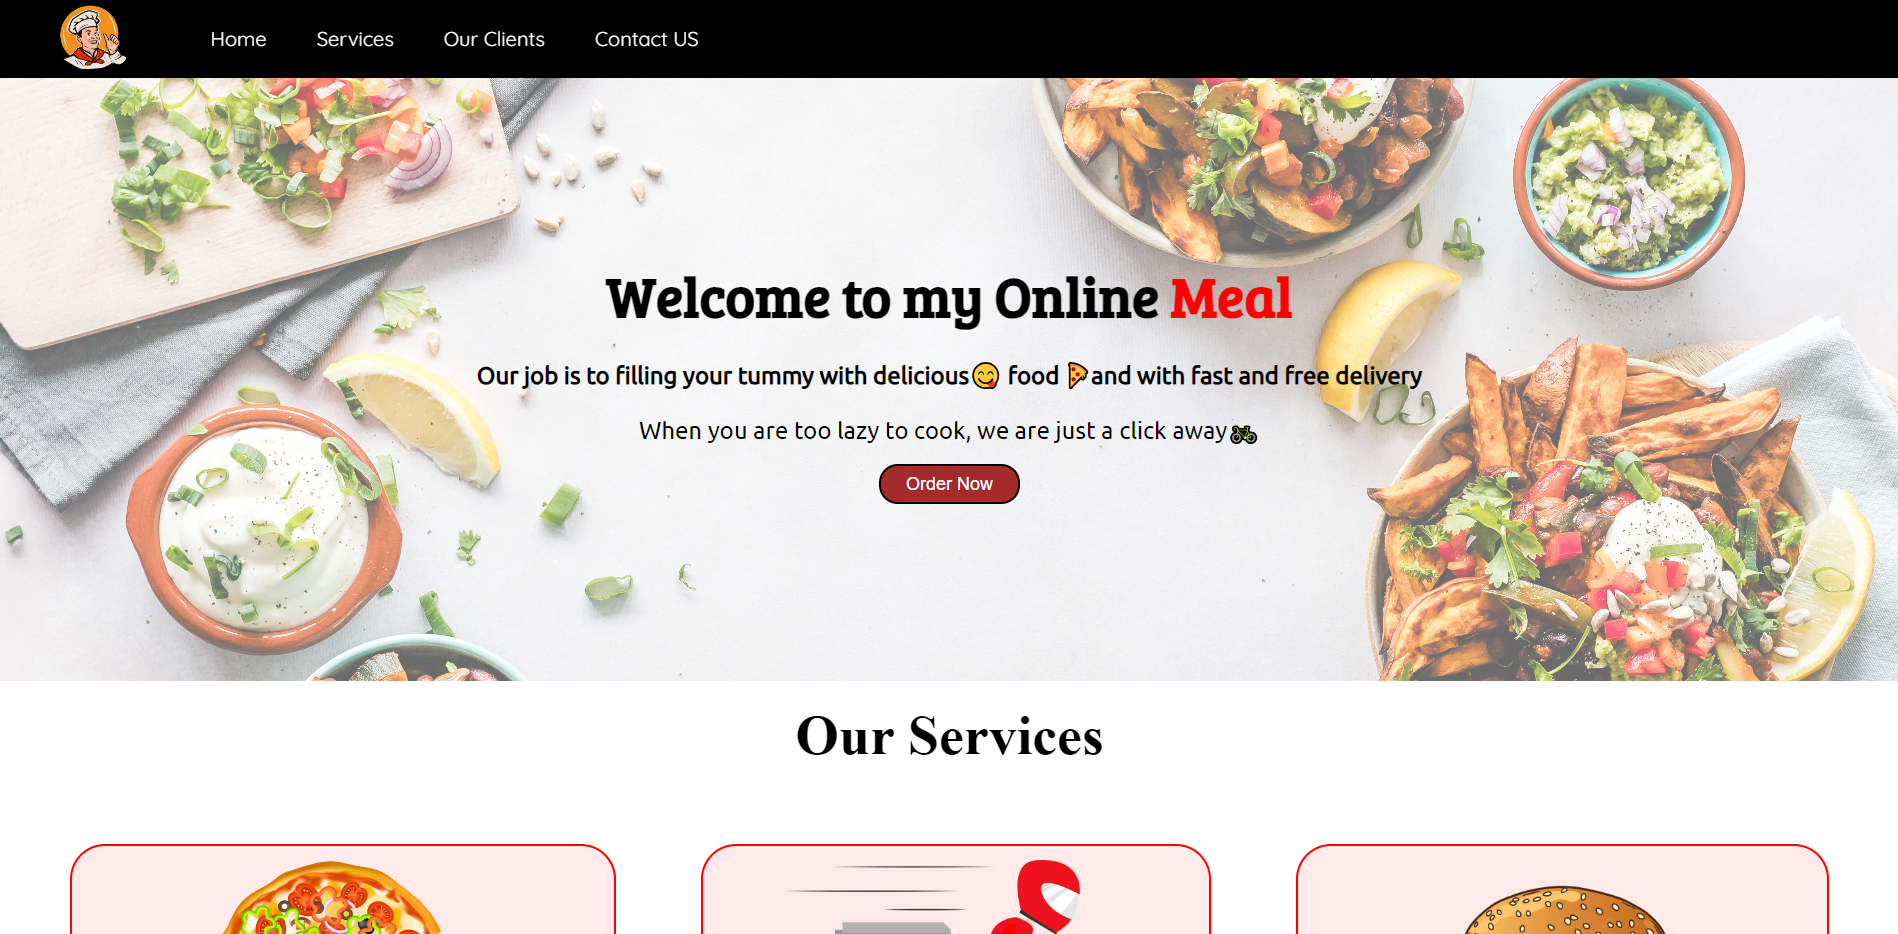 Home Services Our Clients Contact US
Welcome to my Online Meal
Our job is to filling your tummy with delicious😋 food 🍕and with fast and free delivery
When you are too lazy to cook, we are just a click away🏍
Order Now
Our Services